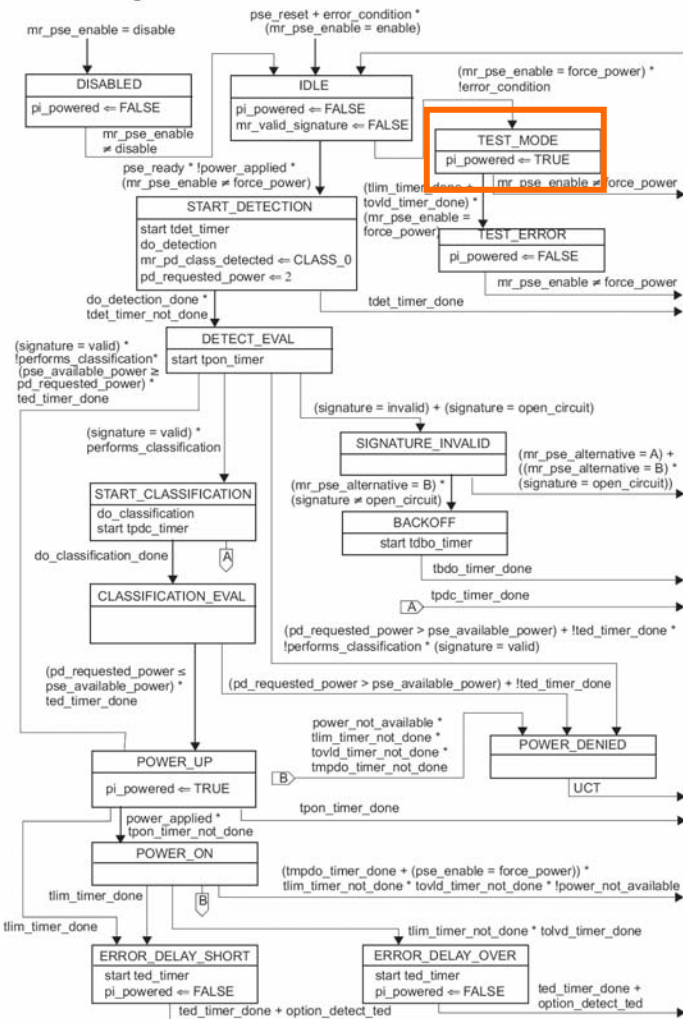 mr_pse_enable = disable
pse_reset + error_condition *
(mr_pse_enable = enable)
DISABLED
pi_powered ⇐ FALSE
mr_pse_enable
≠ disable
IDLE
pi_powered ⇐ FALSE
mr_valid_signature ⇐ FALSE
(mr_pse_enable = force_power) *
!error_condition
TEST_MODE
pi_powered ⇐ TRUE
mr_pse_enable ≠ force_power
pse_ready * !power_applied *
(mr_pse_enable ≠ force_power)
(tlim_timer_done +
tovld_timer_done) *
(mr_pse_enable =
force_power)
TEST_ERROR
pi_powered ⇐ FALSE
mr_pse_enable ≠ force_power
START_DETECTION
start tdet_timer
do_detection
mr_pd_class_detected ⇐ CLASS_0
pd_requested_power ⇐ 2
do_detection_done *
tdet_timer_not_done
tdet_timer_done
DETECT_EVAL
start tpon_timer
(signature = valid) *
!performs_classification*
(pse_available_power ≥
pd_requested_power) *
ted_timer_done
(signature = valid) *
performs_classification
(signature = invalid) + (signature = open_circuit)
SIGNATURE_INVALID
(mr_pse_alternative = A) +
((mr_pse_alternative = B) *
(signature = open_circuit))
(mr_pse_alternative = B) *
(signature ≠ open_circuit)
START_CLASSIFICATION
do_classification
start tpdc_timer
BACKOFF
start tdbo_timer
do_classification_done
A
tbdo_timer_done
CLASSIFICATION_EVAL
A
tpdc_timer_done
(pd_requested_power > pse_available_power) + !ted_timer_done *
!performs_classification * (signature = valid)
(pd_requested_power ≤
pse_available_power) *
ted_timer_done
(pd_requested_power > pse_available_power) + !ted_timer_done
power_not_available *
tlim_timer_not_done *
tovld_timer_not_done *
tmpdo_timer_not_done
B
POWER_DENIED
UCT
POWER_UP
pi_powered ⇐ TRUE
power_applied *
tpon_timer_not_done
tpon_timer_done
POWER_ON
(tmpdo_timer_done + (pse_enable = force_power)) *
tlim_timer_not_done * tovld_timer_not_done * !power_not_available
tlim_timer_done
B
tlim_timer_done
tlim_timer_not_done * tolvd_timer_done
ERROR_DELAY_SHORT
start ted_timer
pi_powered ⇐ FALSE
ted_timer_done + option_detect_ted
ERROR_DELAY_OVER
start ted_timer
pi_powered ⇐ FALSE
ted_timer_done +
option_detect_ted